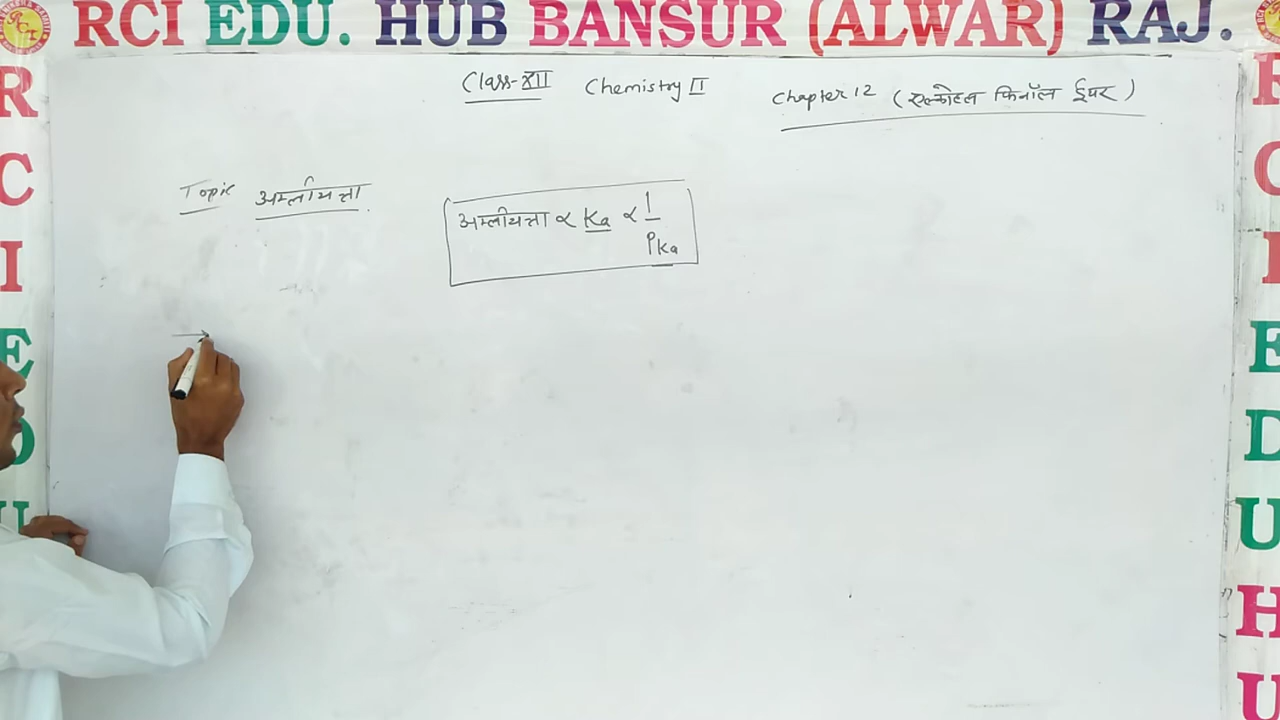 RCI EDU. HUB BANSUR (ALWAR) RAJ.
Class-XII Chemistry II Chapter 12 (एल्कोहल फिनॉल ईथर)
Topic अम्लीयता
अम्लीयता ∝ Ka ∝ 1/PKa
R
C
I
E
D
U
R
C
I
E
D
U
H
U